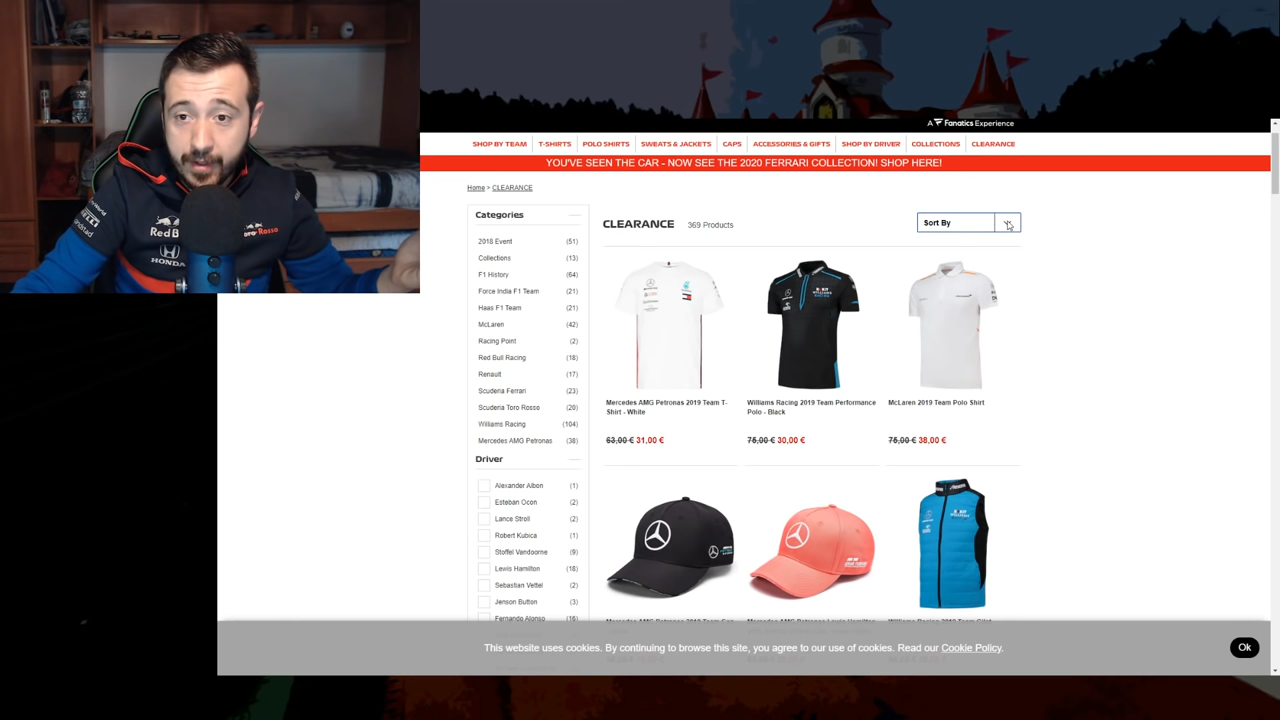 Red B
HONDA
Toro Rosso
A Fanatics Experience
SHOP BY TEAM T-SHIRTS POLO SHIRTS SWEATS & JACKETS CAPS ACCESSORIES & GIFTS SHOP BY DRIVER COLLECTIONS CLEARANCE
YOU'VE SEEN THE CAR - NOW SEE THE 2020 FERRARI COLLECTION! SHOP HERE!
Home > CLEARANCE
Categories
2018 Event (51)
Collections (13)
F1 History (64)
Force India F1 Team (21)
Haas F1 Team (21)
McLaren (42)
Racing Point (2)
Red Bull Racing (18)
Renault (17)
Scuderia Ferrari (23)
Scuderia Toro Rosso (20)
Williams Racing (104)
Mercedes AMG Petronas (38)
Driver
Alexander Albon (1)
Esteban Ocon (2)
Lance Stroll (2)
Robert Kubica (1)
Stoffel Vandoorne (9)
Lewis Hamilton (18)
Sebastian Vettel (2)
Jenson Button (3)
Fernando Alonso (16)
CLEARANCE 369 Products
Sort By
Mercedes AMG Petronas 2019 Team T-
Shirt - White
63,00 € 31,00 €
Williams Racing 2019 Team Performance
Polo - Black
75,00 € 30,00 €
McLaren 2019 Team Polo Shirt
75,00 € 38,00 €
This website uses cookies. By continuing to browse this site, you agree to our use of cookies. Read our Cookie Policy.
Ok